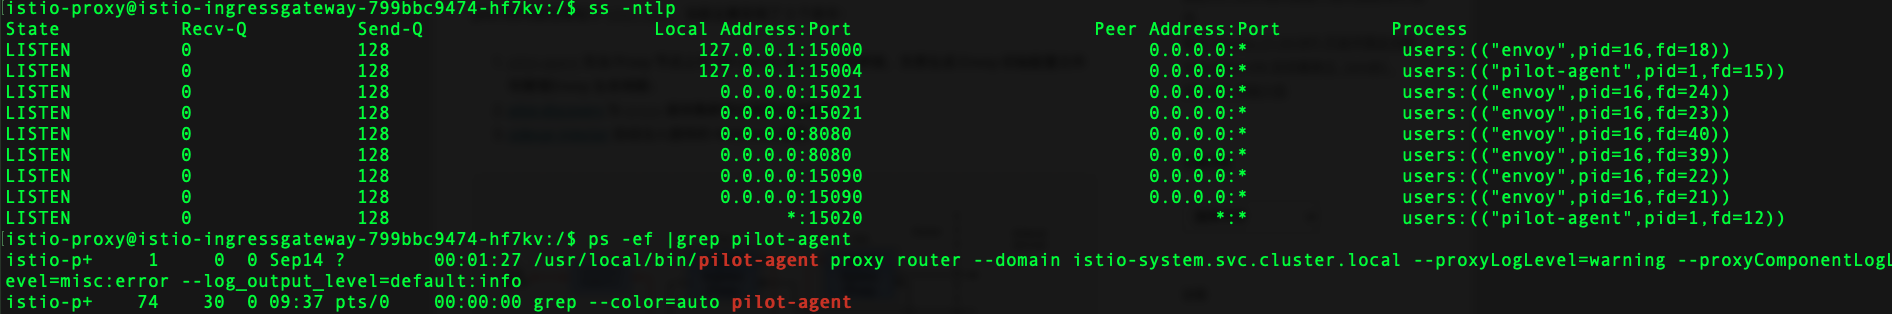 istio-proxy@istio-ingressgateway-799bbc9474-hf7kv:/$ ss -ntlp
State Recv-Q Send-Q Local Address:Port Peer Address:Port Process
LISTEN 0 128 127.0.0.1:15000 0.0.0.0:* users:(("envoy",pid=16,fd=18))
LISTEN 0 128 127.0.0.1:15004 0.0.0.0:* users:(("pilot-agent",pid=1,fd=15))
LISTEN 0 128 0.0.0.0:15021 0.0.0.0:* users:(("envoy",pid=16,fd=24))
LISTEN 0 128 0.0.0.0:15021 0.0.0.0:* users:(("envoy",pid=16,fd=23))
LISTEN 0 128 0.0.0.0:8080 0.0.0.0:* users:(("envoy",pid=16,fd=40))
LISTEN 0 128 0.0.0.0:8080 0.0.0.0:* users:(("envoy",pid=16,fd=39))
LISTEN 0 128 0.0.0.0:15090 0.0.0.0:* users:(("envoy",pid=16,fd=22))
LISTEN 0 128 0.0.0.0:15090 0.0.0.0:* users:(("envoy",pid=16,fd=21))
LISTEN 0 128 *:15020 *:* users:(("pilot-agent",pid=1,fd=12))
istio-proxy@istio-ingressgateway-799bbc9474-hf7kv:/$ ps -ef |grep pilot-agent
istio-p+ 1 0 0 Sep14 ? 00:01:27 /usr/local/bin/pilot-agent proxy router --domain istio-system.svc.cluster.local --proxyLogLevel=warning --proxyComponentLogL
evel=misc:error --log_output_level=default:info
istio-p+ 74 30 0 09:37 pts/0 00:00:00 grep --color=auto pilot-agent